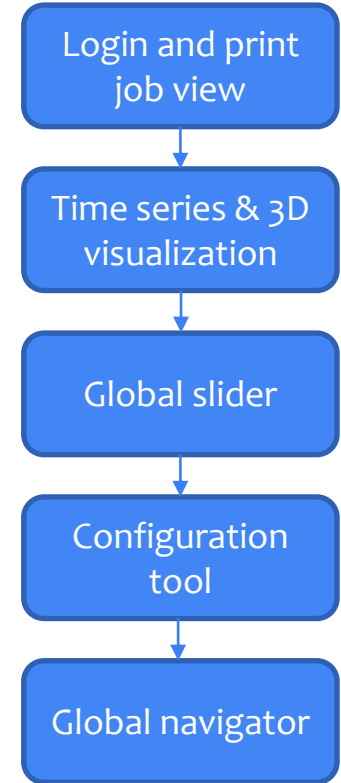 Login and print
job view
Time series & 3D
visualization
Global slider
Configuration
tool
Global navigator